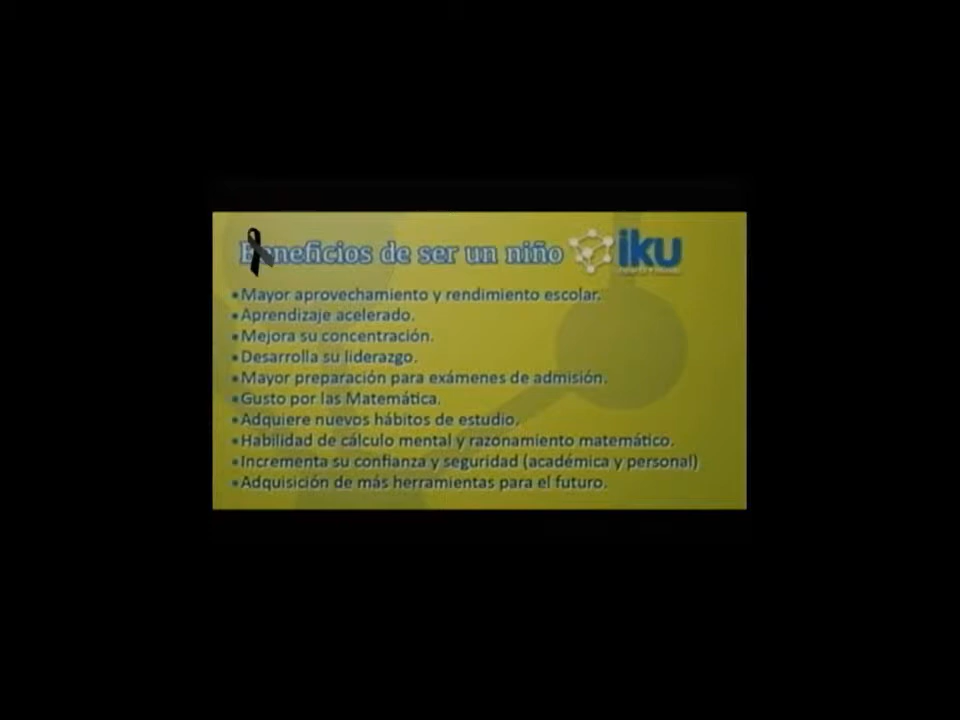 Beneficios de ser un niño iku
•Mayor aprovechamiento y rendimiento escolar.
•Aprendizaje acelerado.
•Mejora su concentración.
•Desarrolla su liderazgo.
•Mayor preparación para exámenes de admisión.
•Gusto por las Matemática.
•Adquiere nuevos hábitos de estudio.
•Habilidad de cálculo mental y razonamiento matemático.
•Incrementa su confianza y seguridad (académica y personal)
•Adquisición de más herramientas para el futuro.